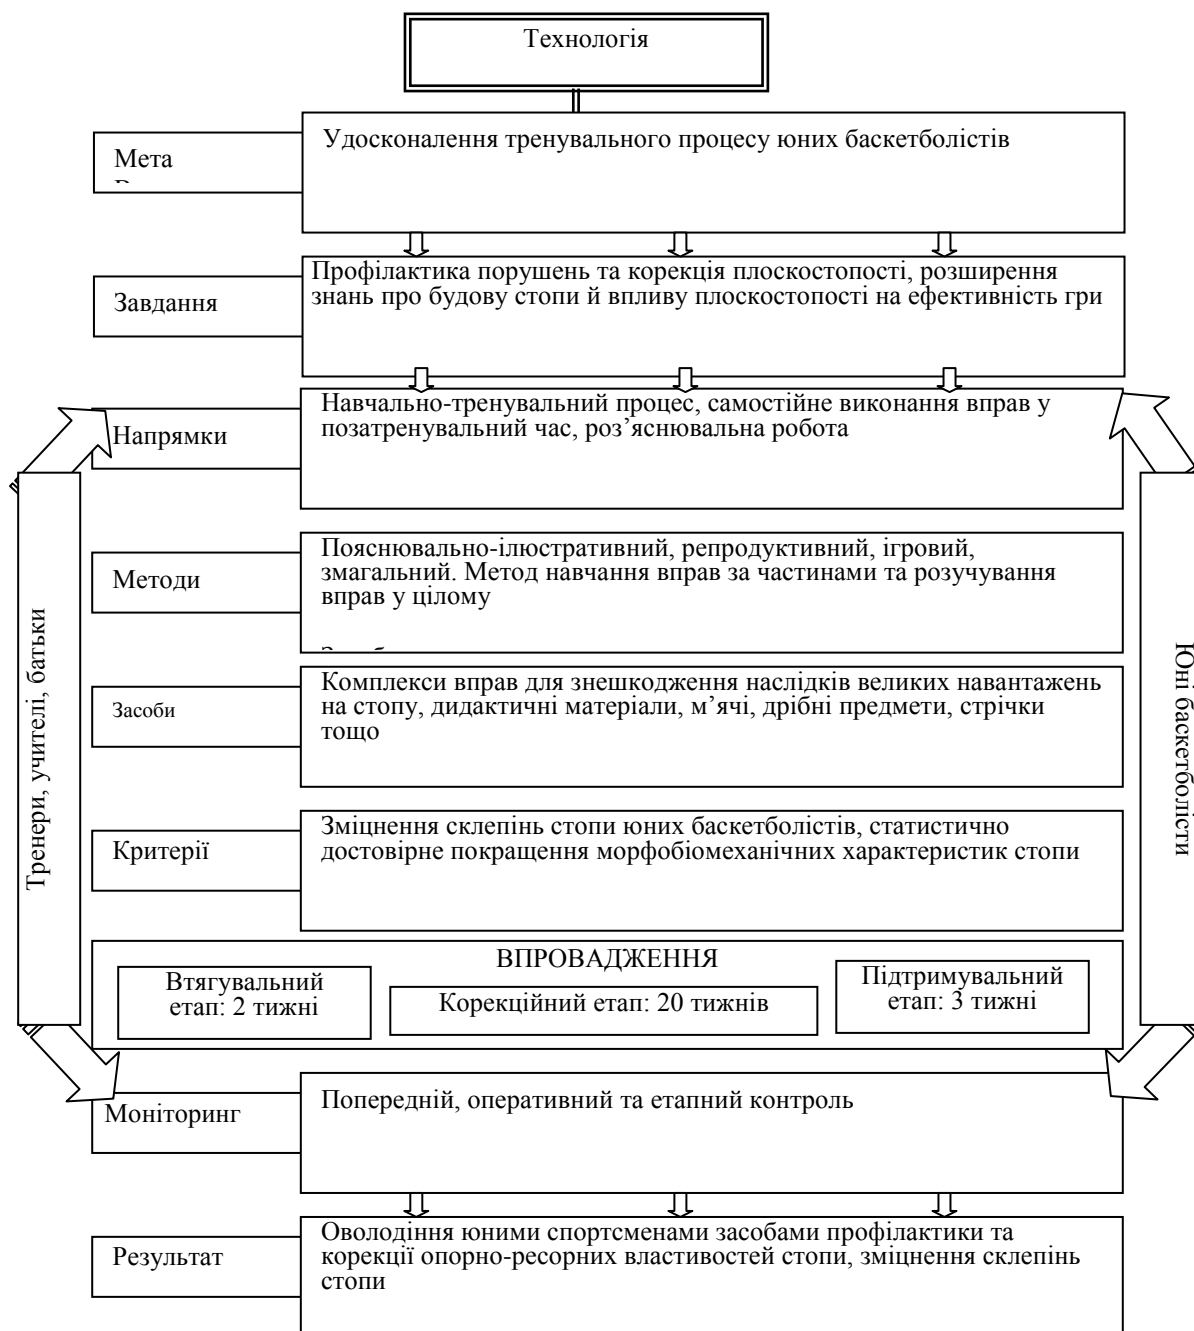 Технологія
Мета
Удосконалення тренувального процесу юних баскетболістів
Завдання
Профілактика порушень та корекція плоскостопості, розширення
знань про будову стопи й впливу плоскостопості на ефективність гри
Напрямки
Навчально-тренувальний процес, самостійне виконання вправ у
позатренувальний час, роз’яснювальна робота
Методи
Пояснювально-ілюстративний, репродуктивний, ігровий,
змагальний. Метод навчання вправ за частинами та розучування
вправ у цілому
Засоби
Комплекси вправ для знешкодження наслідків великих навантажень
на стопу, дидактичні матеріали, м’ячі, дрібні предмети, стрічки
тощо
Критерії
Зміцнення склепінь стопи юних баскетболістів, статистично
достовірне покращення морфобіомеханічних характеристик стопи
ВПРОВАДЖЕННЯ
Втягувальний
етап: 2 тижні
Корекційний етап: 20 тижнів
Підтримувальний
етап: 3 тижні
Моніторинг
Попередній, оперативний та етапний контроль
Результат
Оволодіння юними спортсменами засобами профілактики та
корекції опорно-ресорних властивостей стопи, зміцнення склепінь
стопи
Тренери, учителі, батьки
Юні баскетболісти